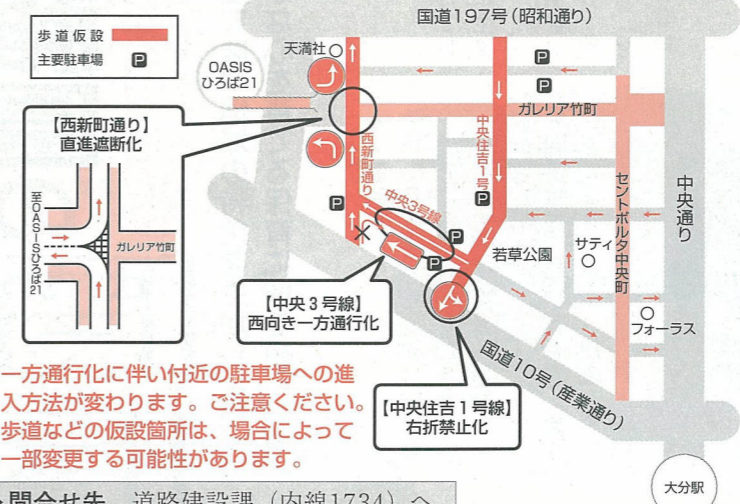 国道197号(昭和通り)
歩道仮設
主要駐車場 P
OASIS
ひろば21
天満社
P
P
ガレリア竹町
【西新町通り】
直進遮断化
至OASISひろば21
ガレリア竹町
西新町通り
中央住吉1号
中央3号線
セントポルタ中央町
中央通り
P
P
P
P
若草公園
サティ
フォーラス
【中央3号線】
西向き一方通行化
国道10号(産業通り)
【中央住吉1号線】
右折禁止化
一方通行化に伴い付近の駐車場への進
入方法が変わります。ご注意ください。
歩道などの仮設箇所は、場合によって
一部変更する可能性があります。
大分駅
問合せ先 道路建設課(内線1734)へ